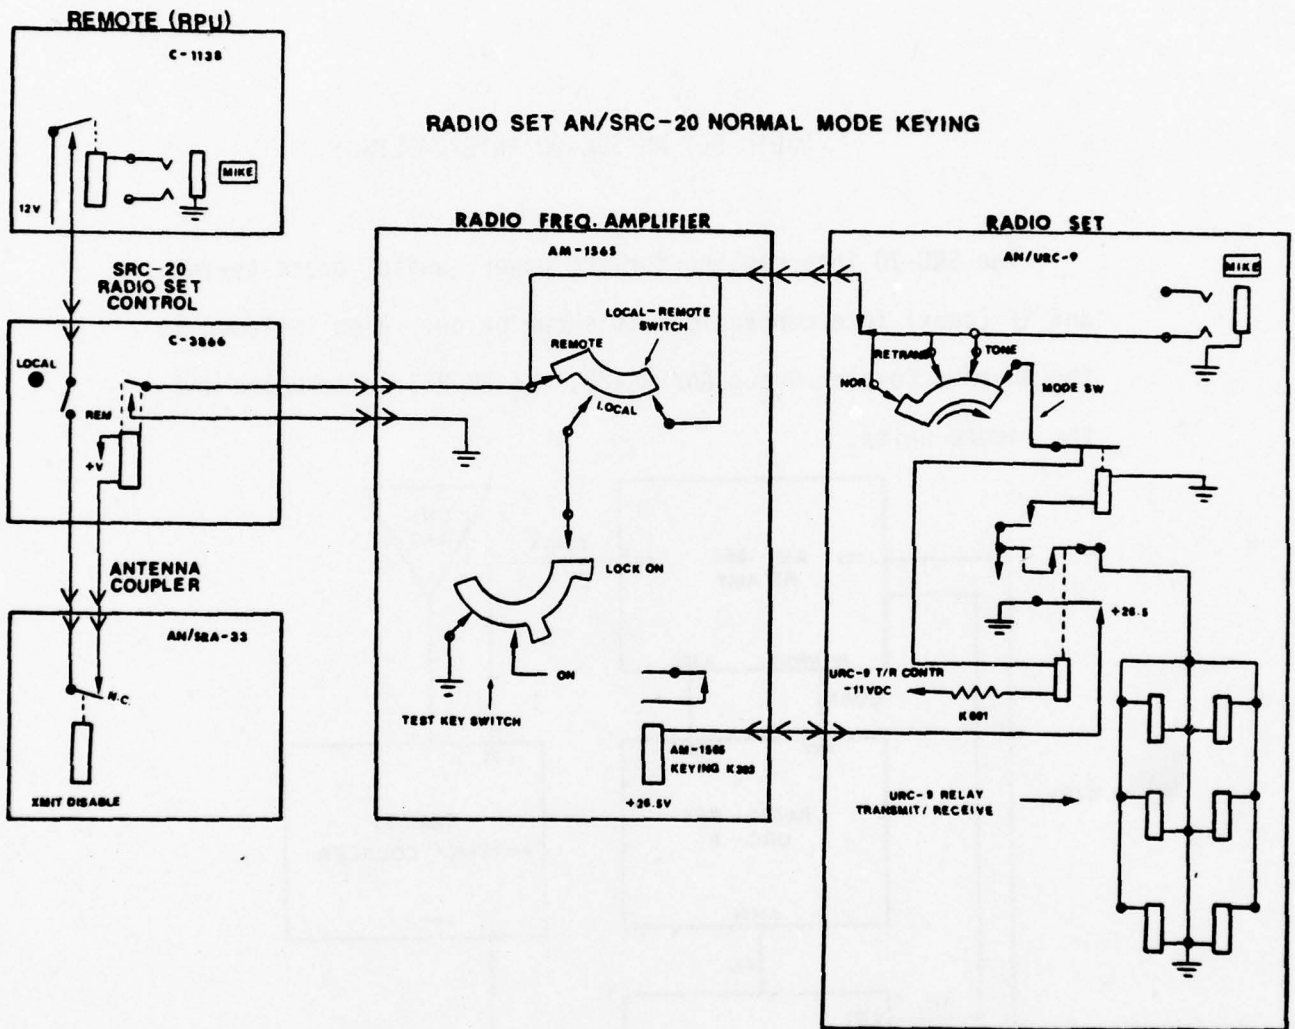 REMOTE (RPU)
C-1138
MIKE
12V
RADIO SET AN/SRC-20 NORMAL MODE KEYING
SRC-20
RADIO SET
CONTROL
C-3866
LOCAL
REM
+V
ANTENNA
COUPLER
AN/SRA-33
N.C.
XMIT DISABLE
RADIO FREQ. AMPLIFIER
AM-1565
LOCAL-REMOTE
SWITCH
REMOTE
LOCAL
LOCK ON
ON
TEST KEY SWITCH
AM-1565
KEYING K303
+26.5V
RADIO SET
AN/URC-9
MIKE
RETRANS
TONE
NOR
MODE SW
+26.5
URC-9 T/R CONTR
-11VDC
K601
URC-9 RELAY
TRANSMIT/RECEIVE